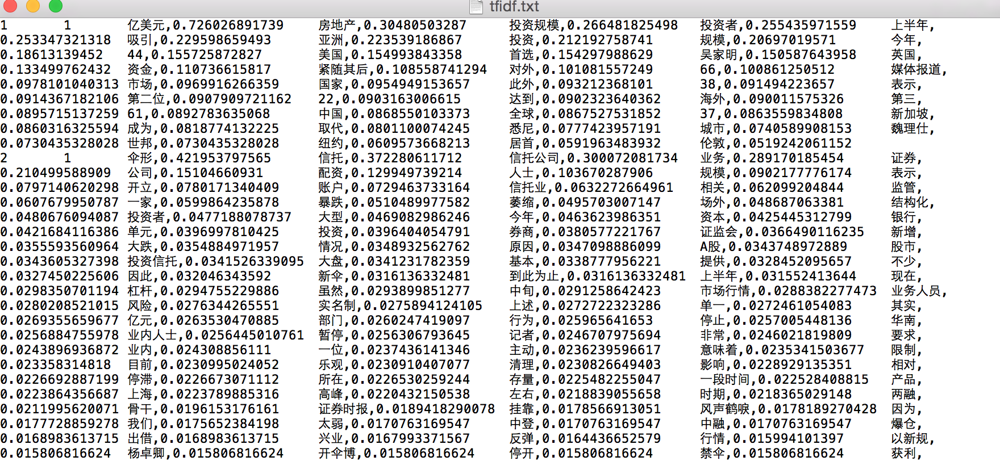 tfidf.txt
1 1 亿美元,0.726026891739 房地产,0.30480503287 投资规模,0.266481825498 投资者,0.255435971559 上半年,
0.253347321318 吸引,0.229598659493 亚洲,0.223539186867 投资,0.212192758741 规模,0.20697019571 今年,
0.18613139452 44,0.155725872827 美国,0.154993843358 首选,0.154297988629 吴家明,0.150587643958 英国,
0.133499762432 资金,0.110736615817 紧随其后,0.108558741294 对外,0.101081557249 66,0.100861250512 媒体报道,
0.0978101040313 市场,0.0969916266359 国家,0.0954949153657 此外,0.093212368101 38,0.091494223657 表示,
0.0914367182106 第二位,0.0907909721162 22,0.0903163006615 达到,0.0902323640362 海外,0.090011575326 第三,
0.0895715137259 61,0.0892783635068 中国,0.0868550103373 全球,0.0867527531852 37,0.0863559834808 新加坡,
0.0860316325594 成为,0.0818774132225 取代,0.0801100074245 悉尼,0.0777423957191 城市,0.0740589908153 魏理仕,
0.0730435328028 世邦,0.0730435328028 纽约,0.0609573668213 居首,0.0591963483932 伦敦,0.0519242061152
2 1 伞形,0.421953797565 信托,0.372280611712 信托公司,0.300072081734 业务,0.289170185454 证券,
0.210499588909 公司,0.15104660931 配资,0.129949739214 人士,0.103670287906 规模,0.0902177776174 表示,
0.0797140620298 开立,0.0780171340409 账户,0.0729463733164 信托业,0.0632272664961 相关,0.062099204844 监管,
0.0607679950787 一家,0.0599864235878 暴跌,0.0510489977582 萎缩,0.0495703007147 场外,0.048687063381 结构化,
0.0480676094087 投资者,0.0477188078737 大型,0.0469082986246 今年,0.0463623986351 资本,0.0425445312799 银行,
0.0421684116386 单元,0.0396997810425 投资,0.0396404054791 券商,0.0380577221767 证监会,0.0366490116235 新增,
0.0355593560964 大跌,0.0354884971957 情况,0.0348932562762 原因,0.0347098886099 A股,0.0343748972889 股市,
0.0343605327398 投资信托,0.0341526339095 大盘,0.0341231782359 基本,0.0338777956221 提供,0.0328452095657 不少,
0.0327450225606 因此,0.032046343592 新伞,0.0316136332481 到此为止,0.0316136332481 上半年,0.031552413644 现在,
0.0298350701194 杠杆,0.0294755229886 虽然,0.0293899851277 中旬,0.0291258642423 市场行情,0.0288382277473 业务人员,
0.0280208521015 风险,0.0276344265551 实名制,0.0275894124105 上述,0.0272722323286 单一,0.0272461054083 其实,
0.0269355659677 亿元,0.0263530470885 部门,0.0260247419097 行为,0.025965641653 停止,0.0257005448136 华南,
0.0256884755978 业内人士,0.0256445010761 暂停,0.0256306793645 记者,0.0246707975694 非常,0.0246021819809 要求,
0.0243896936872 业内,0.024308856111 一位,0.0237436141346 主动,0.0236239596617 意味着,0.0235341503677 限制,
0.023358314818 目前,0.0230995024052 乐观,0.0230910407077 清理,0.0230826649403 影响,0.0228929135351 相对,
0.0226692887199 停滞,0.0226673071112 所在,0.0226530259244 存量,0.0225482255047 一段时间,0.022528408815 产品,
0.0223864356687 上海,0.0223789885316 高峰,0.0220432150538 左右,0.0218839055658 时期,0.0218365029148 两融,
0.0211995620071 骨干,0.0196153176161 证券时报,0.0189418290078 挂靠,0.0178566913051 风声鹤唳,0.0178189270428 因为,
0.0177728859278 我们,0.0175652384198 太弱,0.0170763169547 中登,0.0170763169547 中融,0.0170763169547 爆仓,
0.0168983613715 出借,0.0168983613715 兴业,0.0167993371567 反弹,0.0164436652579 行情,0.015994101397 以新规,
0.015806816624 杨卓卿,0.015806816624 开伞博,0.015806816624 停开,0.015806816624 禁伞,0.015806816624 获利,